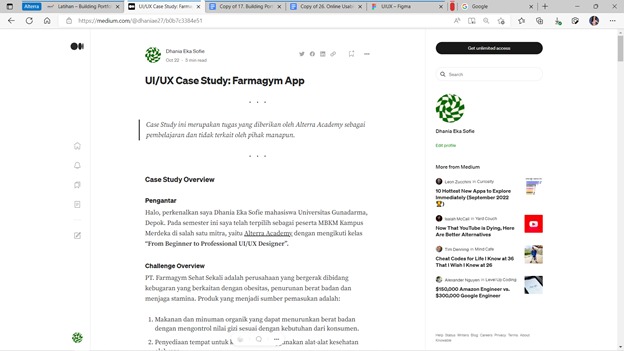 Alterra
Latihan – Building Portfo
UI/UX Case Study: Farmag
Copy of 17. Building Portf
Copy of 26. Online Usabi
UIUX – Figma
Google
https://medium.com/@dhaniae27/b0b7c3384e51
Dhania Eka Sofie
Oct 22 · 3 min read
UI/UX Case Study: Farmagym App
Case Study ini merupakan tugas yang diberikan oleh Alterra Academy sebagai
pembelajaran dan tidak terkait oleh pihak manapun.
Case Study Overview
Pengantar
Halo, perkenalkan saya Dhania Eka Sofie mahasiswa Universitas Gunadarma,
Depok. Pada semester ini saya telah terpilih sebagai peserta MBKM Kampus
Merdeka di salah satu mitra, yaitu Alterra Academy dengan mengikuti kelas
“From Beginner to Professional UI/UX Designer”.
Challenge Overview
PT. Farmagym Sehat Sekali adalah perusahaan yang bergerak dibidang
kebugaran yang berkaitan dengan obesitas, penurunan berat badan dan
menjaga stamina. Produk yang menjadi sumber pemasukan adalah:
1. Makanan dan minuman organik yang dapat menurunkan berat badan
dengan mengontrol nilai gizi sesuai dengan kebutuhan dari konsumen.
2. Penyediaan tempat untuk
alat-alat kesehatan
Get unlimited access
Search
Dhania Eka Sofie
Edit profile
More from Medium
Leon Zucchini in Curiosity
10 Hottest New Apps to Explore
Immediately (September 2022
Isaiah McCall in Yard Couch
Now That YouTube is Dying, Here
Are Better Alternatives
Tim Denning in Mind Cafe
Cheat Codes for Life I Know at 36
That I Wish I Knew at 26
Alexander Nguyen in Level Up Coding
$150,000 Amazon Engineer vs.
$300,000 Google Engineer
Help Status Writers Blog Careers Privacy Terms About
Knowable